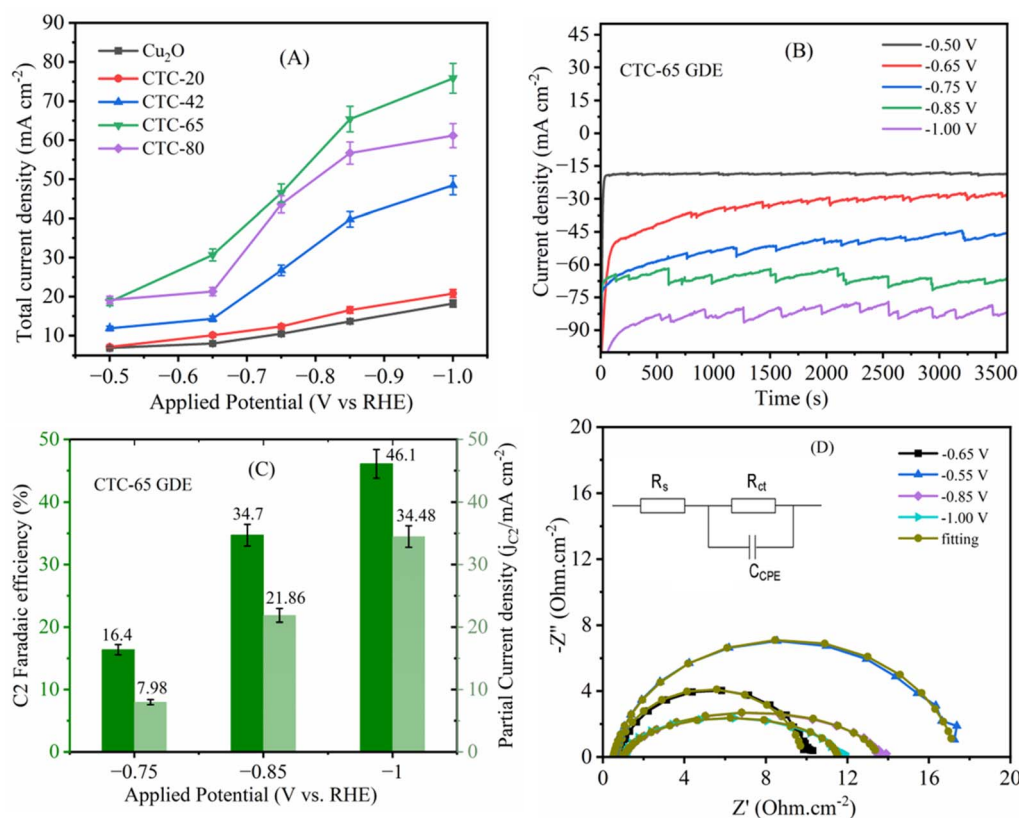 (A)
Cu₂O
CTC-20
CTC-42
CTC-65
CTC-80
90
80
70
60
50
40
30
20
10
Total current density (mA cm⁻²)
−0.5 −0.6 −0.7 −0.8 −0.9 −1.0
Applied Potential (V vs RHE)
(B)
CTC-65 GDE
-0.50 V
-0.65 V
-0.75 V
-0.85 V
-1.00 V
45
30
15
0
−15
−30
−45
−60
−75
−90
Current density (mA cm⁻²)
0 500 1000 1500 2000 2500 3000 3500
Time (s)
(C)
CTC-65 GDE
50
40
30
20
10
0
C2 Faradaic efficiency (%)
16.4
7.98
34.7
21.86
46.1
34.48
50
40
30
20
10
0
Partial Current density (j_C2/mA cm⁻²)
−0.75 −0.85 −1
Applied Potential (V vs. RHE)
(D)
-0.65 V
-0.55 V
-0.85 V
-1.00 V
fitting
Rs
Rct
C_CPE
20
16
12
8
4
0
-Z'' (Ohm.cm⁻²)
0 4 8 12 16 20
Z' (Ohm.cm⁻²)